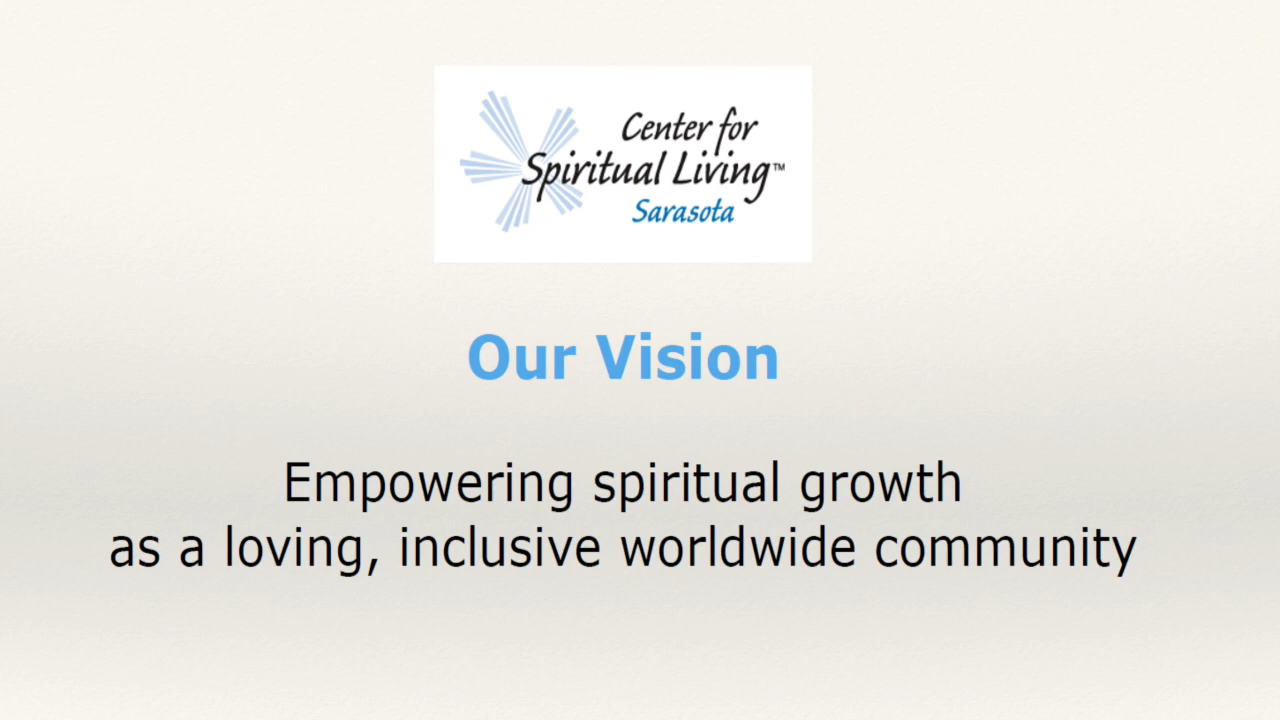 Center for
Spiritual Living™
Sarasota
Our Vision
Empowering spiritual growth
as a loving, inclusive worldwide community